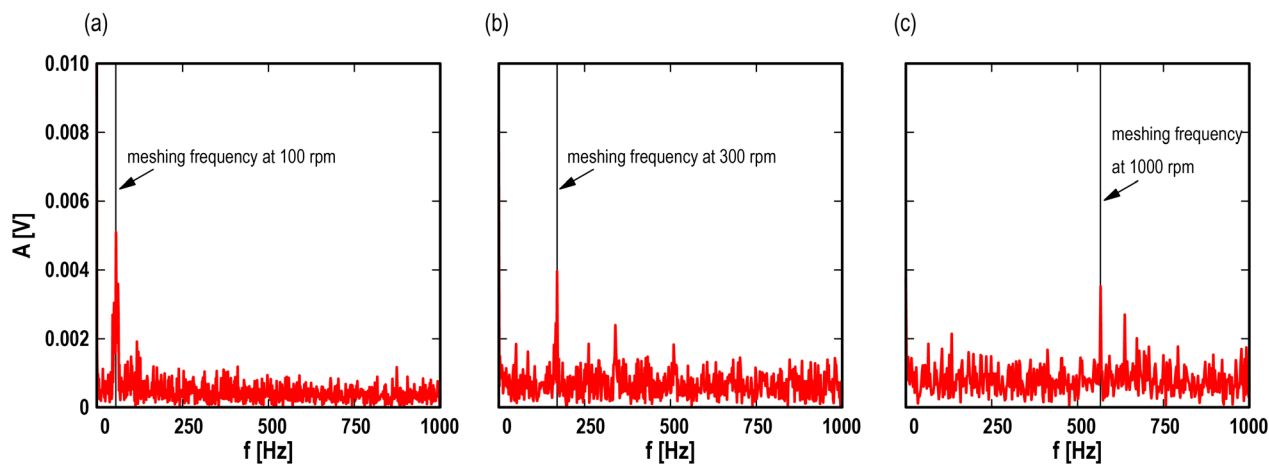 (a)
(b)
(c)
0.010
0.008
0.006
0.004
0.002
0
A [V]
meshing frequency at 100 rpm
meshing frequency at 300 rpm
meshing frequency
at 1000 rpm
0 250 500 750 1000
0 250 500 750 1000
0 250 500 750 1000
f [Hz]
f [Hz]
f [Hz]